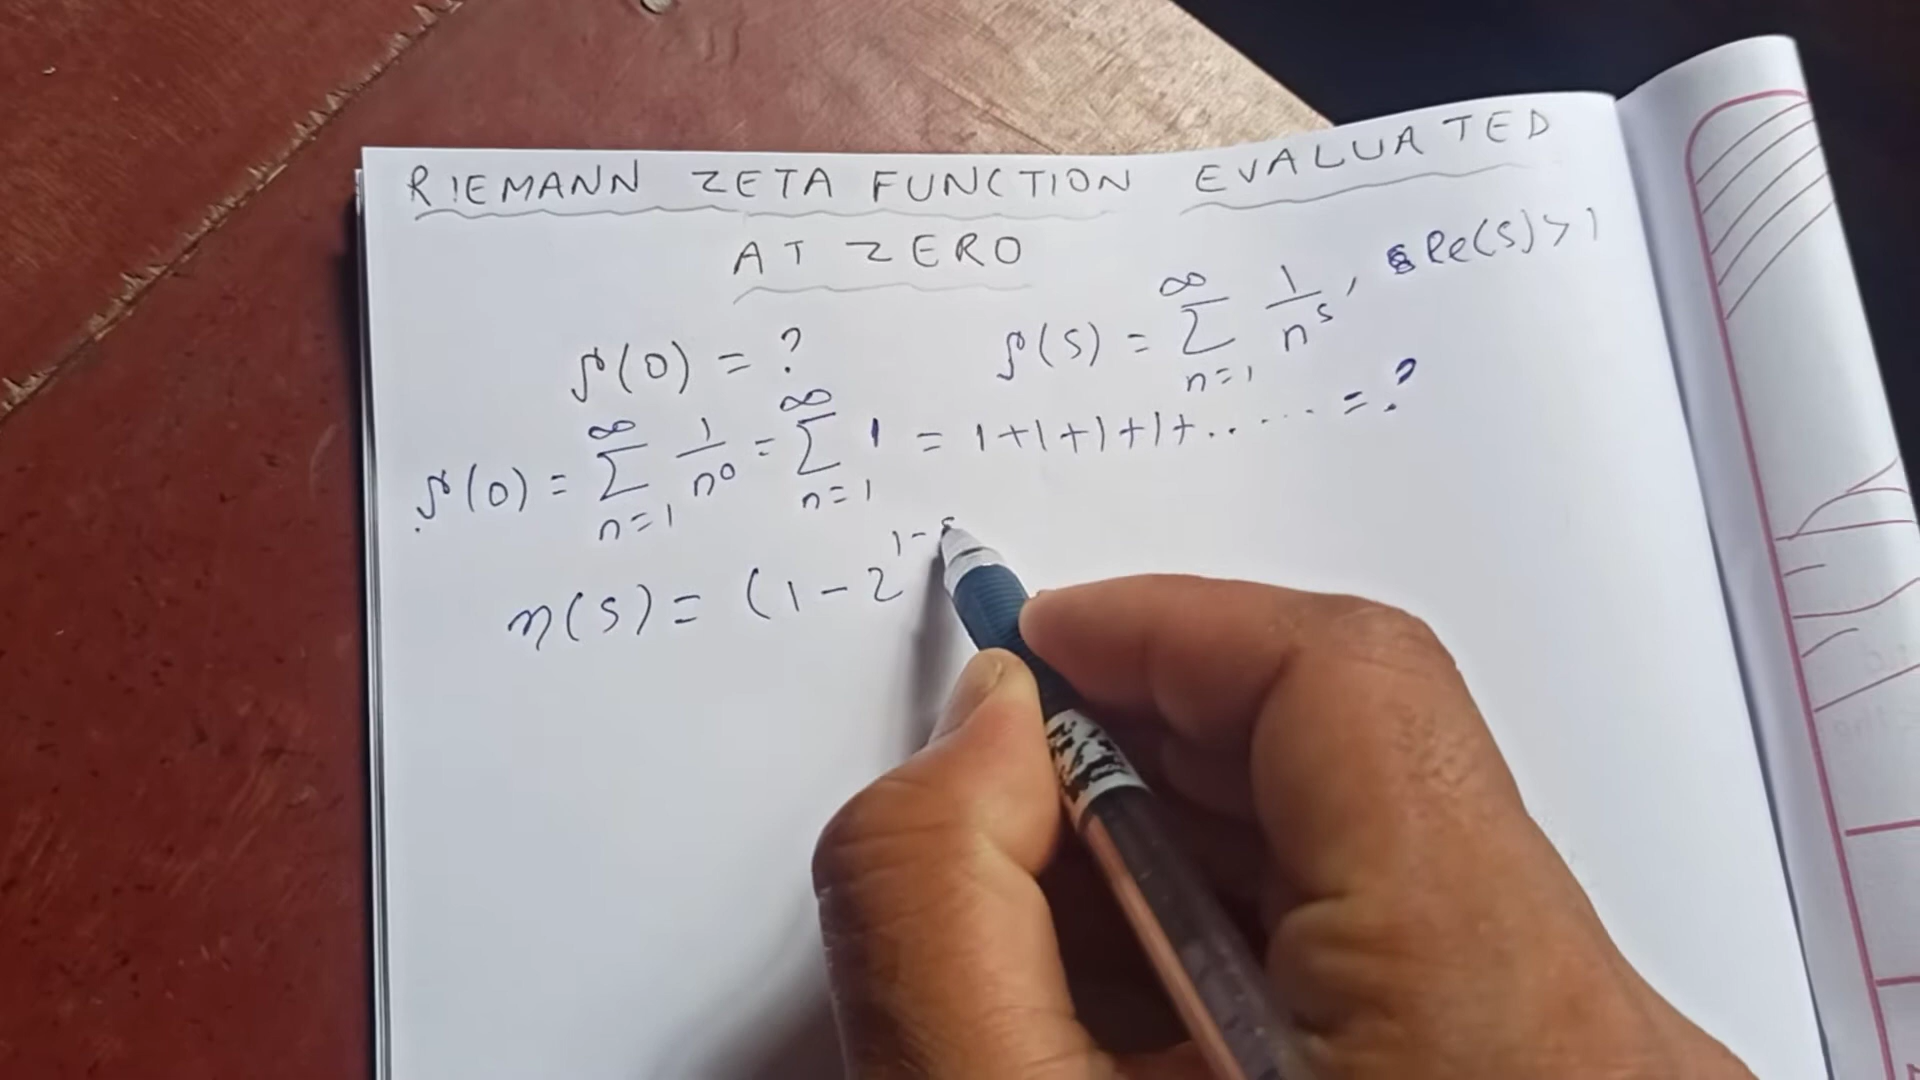 RIEMANN ZETA FUNCTION EVALUATED
AT ZERO
ζ(0) = ?
ζ(s) = ∑_{n=1}^{∞} 1/n^s, Re(s) > 1
ζ(0) = ∑_{n=1}^{∞} 1/n^0 = ∑_{n=1}^{∞} 1 = 1+1+1+1+....... = ?
η(s) = (1-2^{1-s